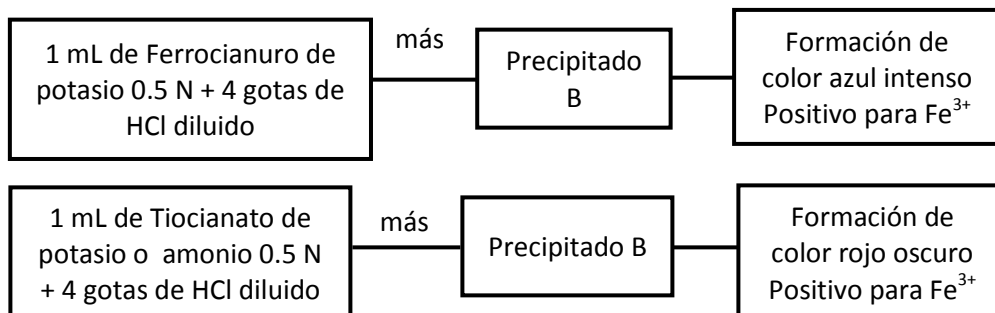 1 mL de Ferrocianuro de
potasio 0.5 N + 4 gotas de
HCl diluido
más
Precipitado
B
Formación de
color azul intenso
Positivo para Fe³⁺
1 mL de Tiocianato de
potasio o amonio 0.5 N
+ 4 gotas de HCl diluido
más
Precipitado B
Formación de
color rojo oscuro
Positivo para Fe³⁺